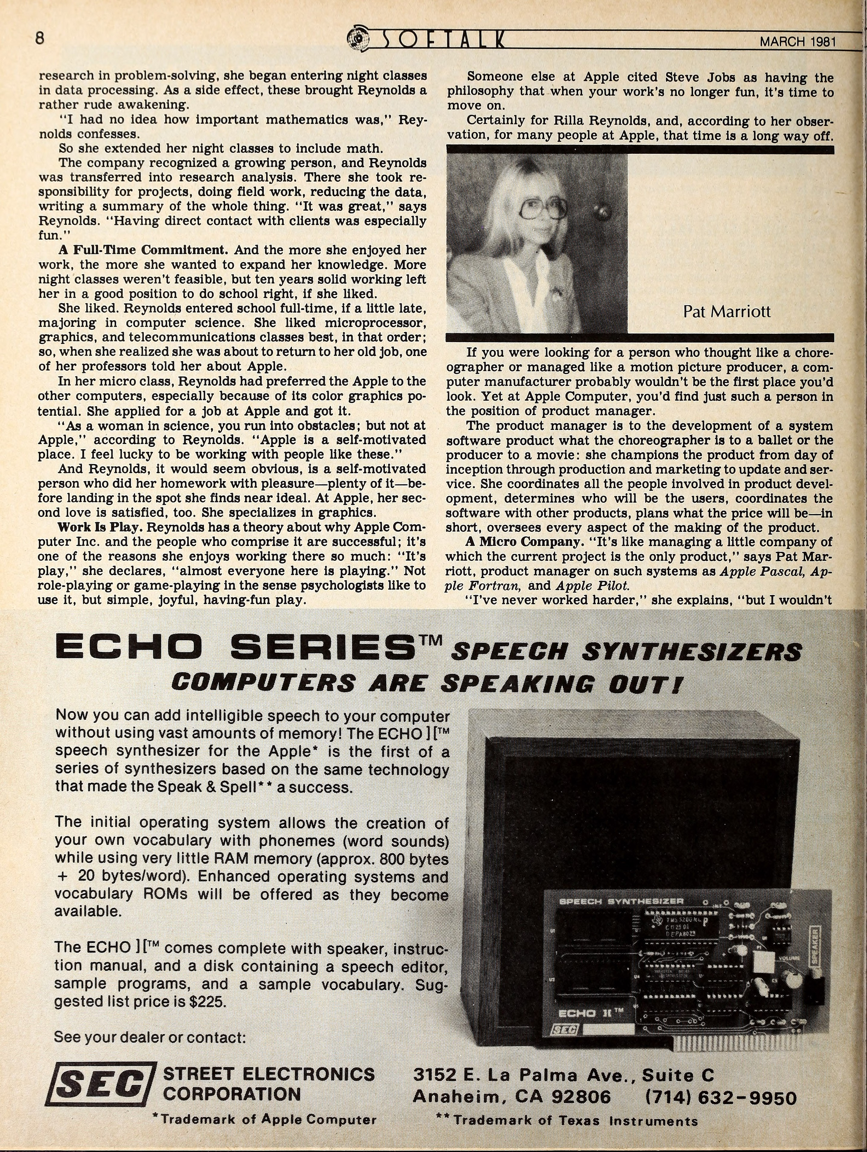 8
SOFTALK
MARCH 1981
research in problem-solving, she began entering night classes
in data processing. As a side effect, these brought Reynolds a
rather rude awakening.
"I had no idea how important mathematics was," Rey-
nolds confesses.
So she extended her night classes to include math.
The company recognized a growing person, and Reynolds
was transferred into research analysis. There she took re-
sponsibility for projects, doing field work, reducing the data,
writing a summary of the whole thing. "It was great," says
Reynolds. "Having direct contact with clients was especially
fun."
A Full-Time Commitment. And the more she enjoyed her
work, the more she wanted to expand her knowledge. More
night classes weren't feasible, but ten years solid working left
her in a good position to do school right, if she liked.
She liked. Reynolds entered school full-time, if a little late,
majoring in computer science. She liked microprocessor,
graphics, and telecommunications classes best, in that order;
so, when she realized she was about to return to her old job, one
of her professors told her about Apple.
In her micro class, Reynolds had preferred the Apple to the
other computers, especially because of its color graphics po-
tential. She applied for a job at Apple and got it.
"As a woman in science, you run into obstacles; but not at
Apple," according to Reynolds. "Apple is a self-motivated
place. I feel lucky to be working with people like these."
And Reynolds, it would seem obvious, is a self-motivated
person who did her homework with pleasure—plenty of it—be-
fore landing in the spot she finds near ideal. At Apple, her sec-
ond love is satisfied, too. She specializes in graphics.
Work Is Play. Reynolds has a theory about why Apple Com-
puter Inc. and the people who comprise it are successful; it's
one of the reasons she enjoys working there so much: "It's
play," she declares, "almost everyone here is playing." Not
role-playing or game-playing in the sense psychologists like to
use it, but simple, joyful, having-fun play.
Someone else at Apple cited Steve Jobs as having the
philosophy that when your work's no longer fun, it's time to
move on.
Certainly for Rilla Reynolds, and, according to her obser-
vation, for many people at Apple, that time is a long way off.
Pat Marriott
If you were looking for a person who thought like a chore-
ographer or managed like a motion picture producer, a com-
puter manufacturer probably wouldn't be the first place you'd
look. Yet at Apple Computer, you'd find just such a person in
the position of product manager.
The product manager is to the development of a system
software product what the choreographer is to a ballet or the
producer to a movie: she champions the product from day of
inception through production and marketing to update and ser-
vice. She coordinates all the people involved in product devel-
opment, determines who will be the users, coordinates the
software with other products, plans what the price will be—in
short, oversees every aspect of the making of the product.
A Micro Company. "It's like managing a little company of
which the current project is the only product," says Pat Mar-
riott, product manager on such systems as Apple Pascal, Ap-
ple Fortran, and Apple Pilot.
"I've never worked harder," she explains, "but I wouldn't
ECHO SERIES™ SPEECH SYNTHESIZERS
COMPUTERS ARE SPEAKING OUT!
Now you can add intelligible speech to your computer
without using vast amounts of memory! The ECHO ][™
speech synthesizer for the Apple* is the first of a
series of synthesizers based on the same technology
that made the Speak & Spell** a success.
The initial operating system allows the creation of
your own vocabulary with phonemes (word sounds)
while using very little RAM memory (approx. 800 bytes
+ 20 bytes/word). Enhanced operating systems and
vocabulary ROMs will be offered as they become
available.
The ECHO ][™ comes complete with speaker, instruc-
tion manual, and a disk containing a speech editor,
sample programs, and a sample vocabulary. Sug-
gested list price is $225.
See your dealer or contact:
SPEECH SYNTHESIZER
SPEAKER
VOLUME
ECHO ][™
SEC
SEC STREET ELECTRONICS
CORPORATION
3152 E. La Palma Ave., Suite C
Anaheim, CA 92806 (714) 632-9950
*Trademark of Apple Computer
**Trademark of Texas Instruments